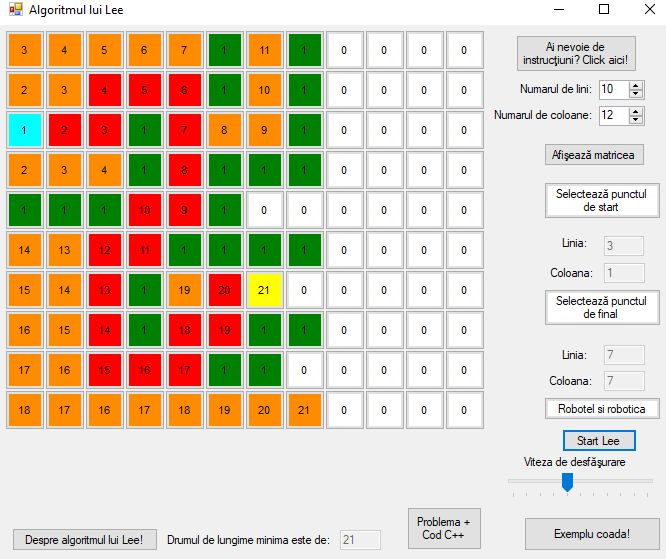 Algoritmul lui Lee
3 4 5 6 7 1 11 1 0 0 0 0
2 3 4 5 6 1 10 1 0 0 0 0
1 2 3 1 7 8 9 1 0 0 0 0
2 3 4 1 8 1 1 1 0 0 0 0
1 1 1 10 9 1 0 0 0 0 0 0
14 13 12 11 1 1 1 1 0 0 0 0
15 14 13 1 19 20 21 0 0 0 0 0
16 15 14 1 18 19 1 1 0 0 0 0
17 16 15 16 17 1 1 0 0 0 0 0
18 17 16 17 18 19 20 21 0 0 0 0
Ai nevoie de
instrucțiuni? Click aici!
Numarul de lini: 10
Numarul de coloane: 12
Afișează matricea
Selectează punctul
de start
Linia: 3
Coloana: 1
Selectează punctul
de final
Linia: 7
Coloana: 7
Robotel si robotica
Start Lee
Viteza de desfășurare
Despre algoritmul lui Lee!
Drumul de lungime minima este de: 21
Problema +
Cod C++
Exemplu coada!